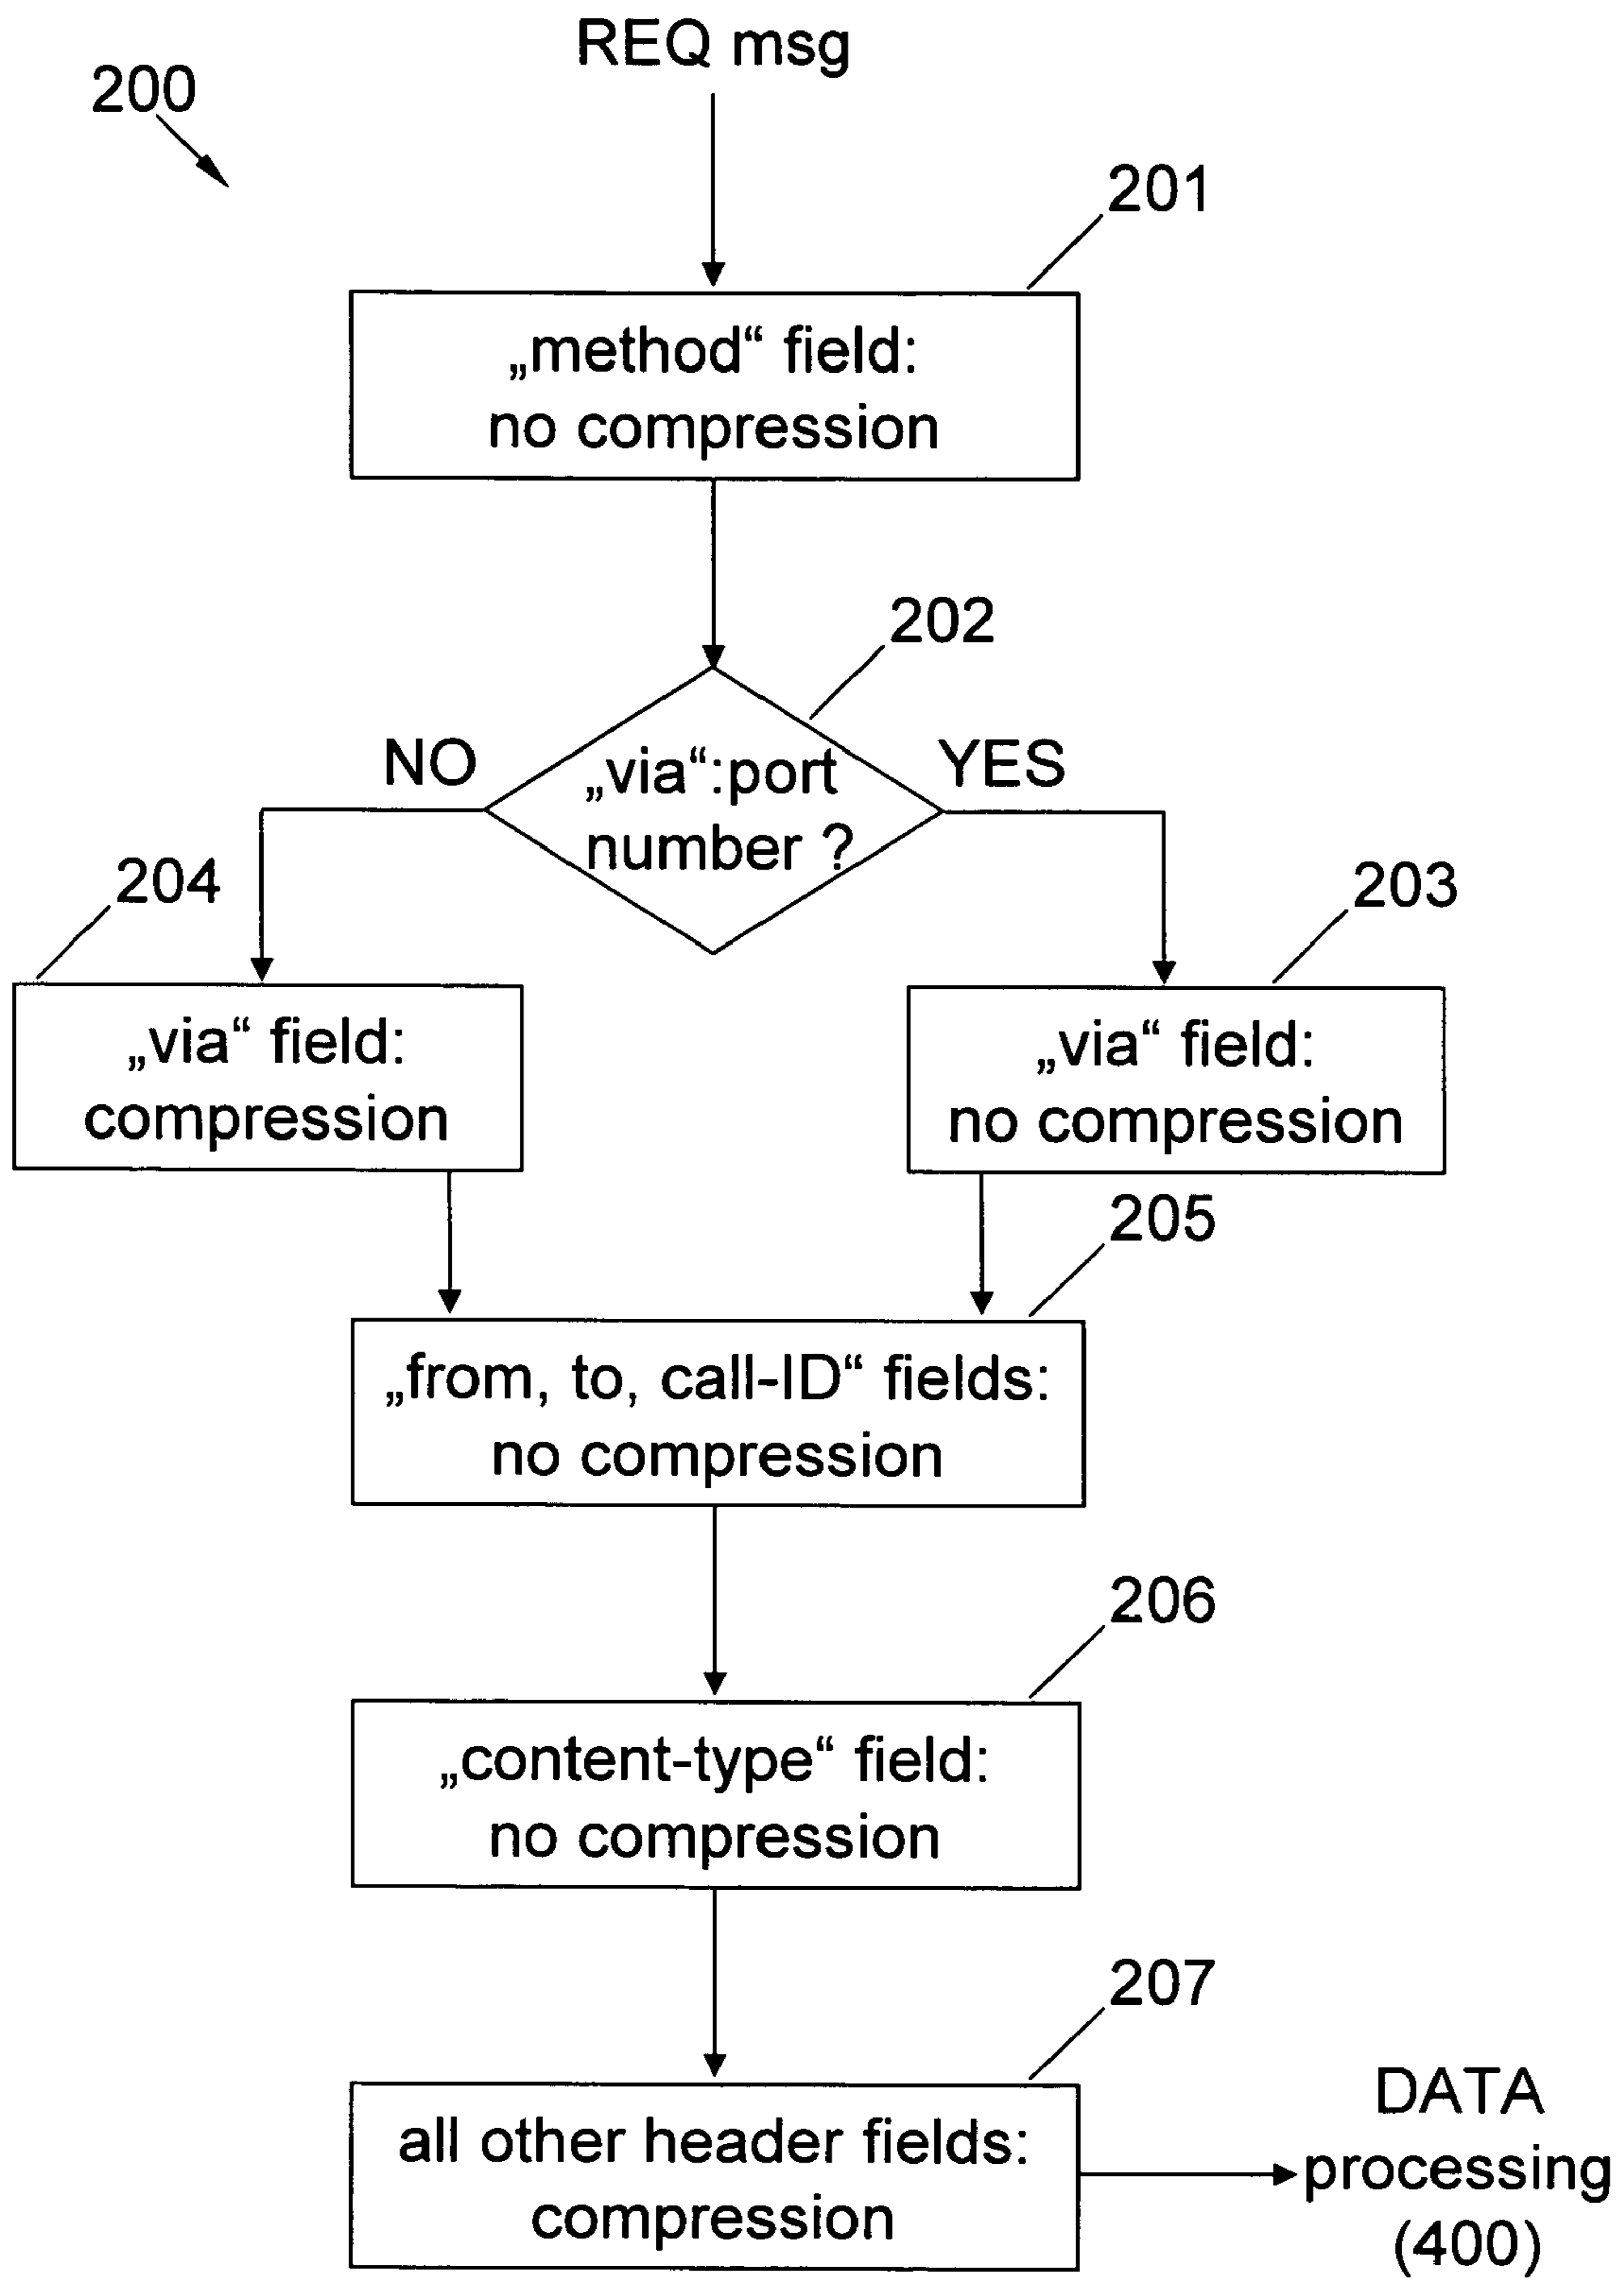 REQ msg
200
201
„method“ field:
no compression
202
NO
YES
„via“:port
number ?
204
203
„via“ field:
compression
„via“ field:
no compression
205
„from, to, call-ID“ fields:
no compression
206
„content-type“ field:
no compression
207
all other header fields:
compression
DATA
processing
(400)